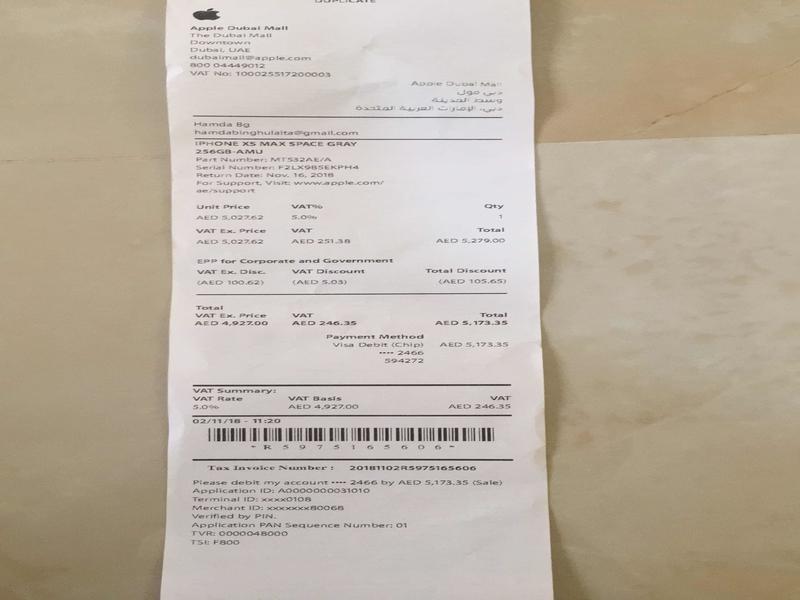 DUPLICATE
Apple Dubai Mall
The Dubai Mall
Downtown
Dubai, UAE
dubaimall@apple.com
800 04449012
VAT No: 100025517200003
Apple Dubai Mall
دبي مول
وسط المدينة
دبي، الإمارات العربية المتحدة
Hamda Bg
hamdabinghulaita@gmail.com
IPHONE XS MAX SPACE GRAY
256GB-AMU
Part Number: MT532AE/A
Serial Number: F2LX985EKPH4
Return Date: Nov. 16, 2018
For Support, Visit: www.apple.com/
ae/support
Unit Price VAT% Qty
AED 5,027.62 5.0% 1
VAT Ex. Price VAT Total
AED 5,027.62 AED 251.38 AED 5,279.00
EPP for Corporate and Government
VAT Ex. Disc. VAT Discount Total Discount
(AED 100.62) (AED 5.03) (AED 105.65)
Total
VAT Ex. Price VAT Total
AED 4,927.00 AED 246.35 AED 5,173.35
Payment Method
Visa Debit (Chip) AED 5,173.35
•••• 2466
594272
VAT Summary:
VAT Rate VAT Basis VAT
5.0% AED 4,927.00 AED 246.35
02/11/18 - 11:20
*R5975165606*
Tax Invoice Number : 20181102R5975165606
Please debit my account •••• 2466 by AED 5,173.35 (Sale)
Application ID: A0000000031010
Terminal ID: xxxx0108
Merchant ID: xxxxxxx80068
Verified by PIN.
Application PAN Sequence Number: 01
TVR: 0000048000
TSI: F800